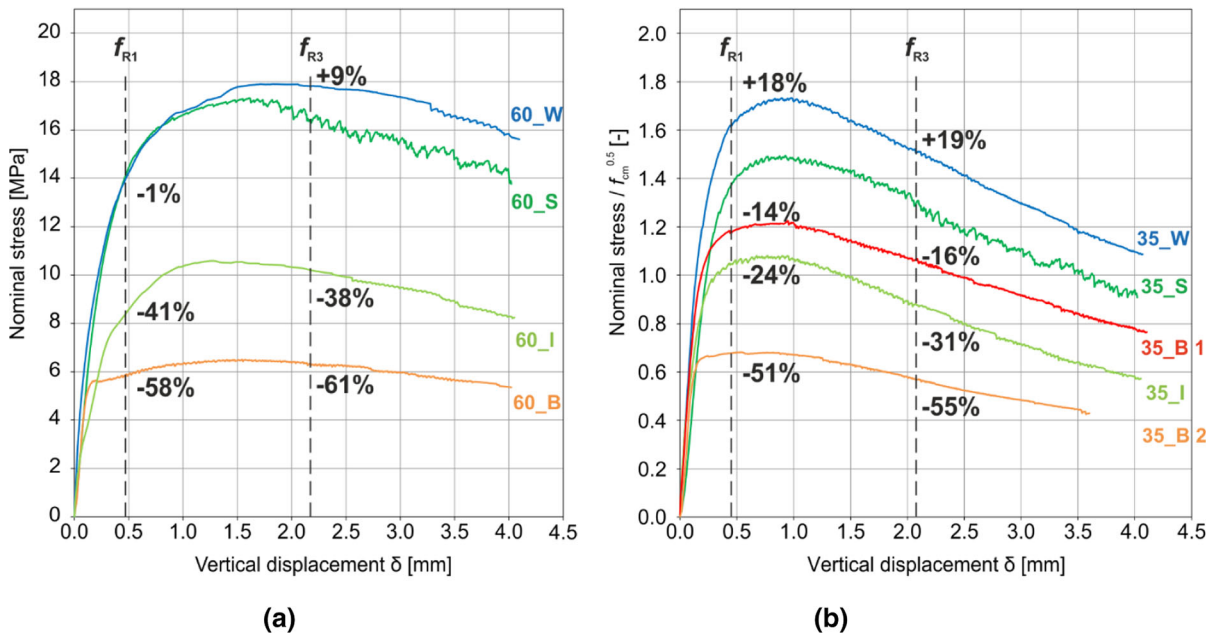 20
18
16
14
12
10
8
6
4
2
0
Nominal stress [MPa]
fR1
fR3
+9%
-1%
-41%
-38%
-58%
-61%
60_W
60_S
60_I
60_B
0.0 0.5 1.0 1.5 2.0 2.5 3.0 3.5 4.0 4.5
Vertical displacement δ [mm]
(a)
2.0
1.8
1.6
1.4
1.2
1.0
0.8
0.6
0.4
0.2
0.0
Nominal stress / fcm^0.5 [-]
fR1
fR3
+18%
+19%
-14%
-16%
-24%
-31%
-51%
-55%
35_W
35_S
35_B 1
35_I
35_B 2
0.0 0.5 1.0 1.5 2.0 2.5 3.0 3.5 4.0 4.5
Vertical displacement δ [mm]
(b)